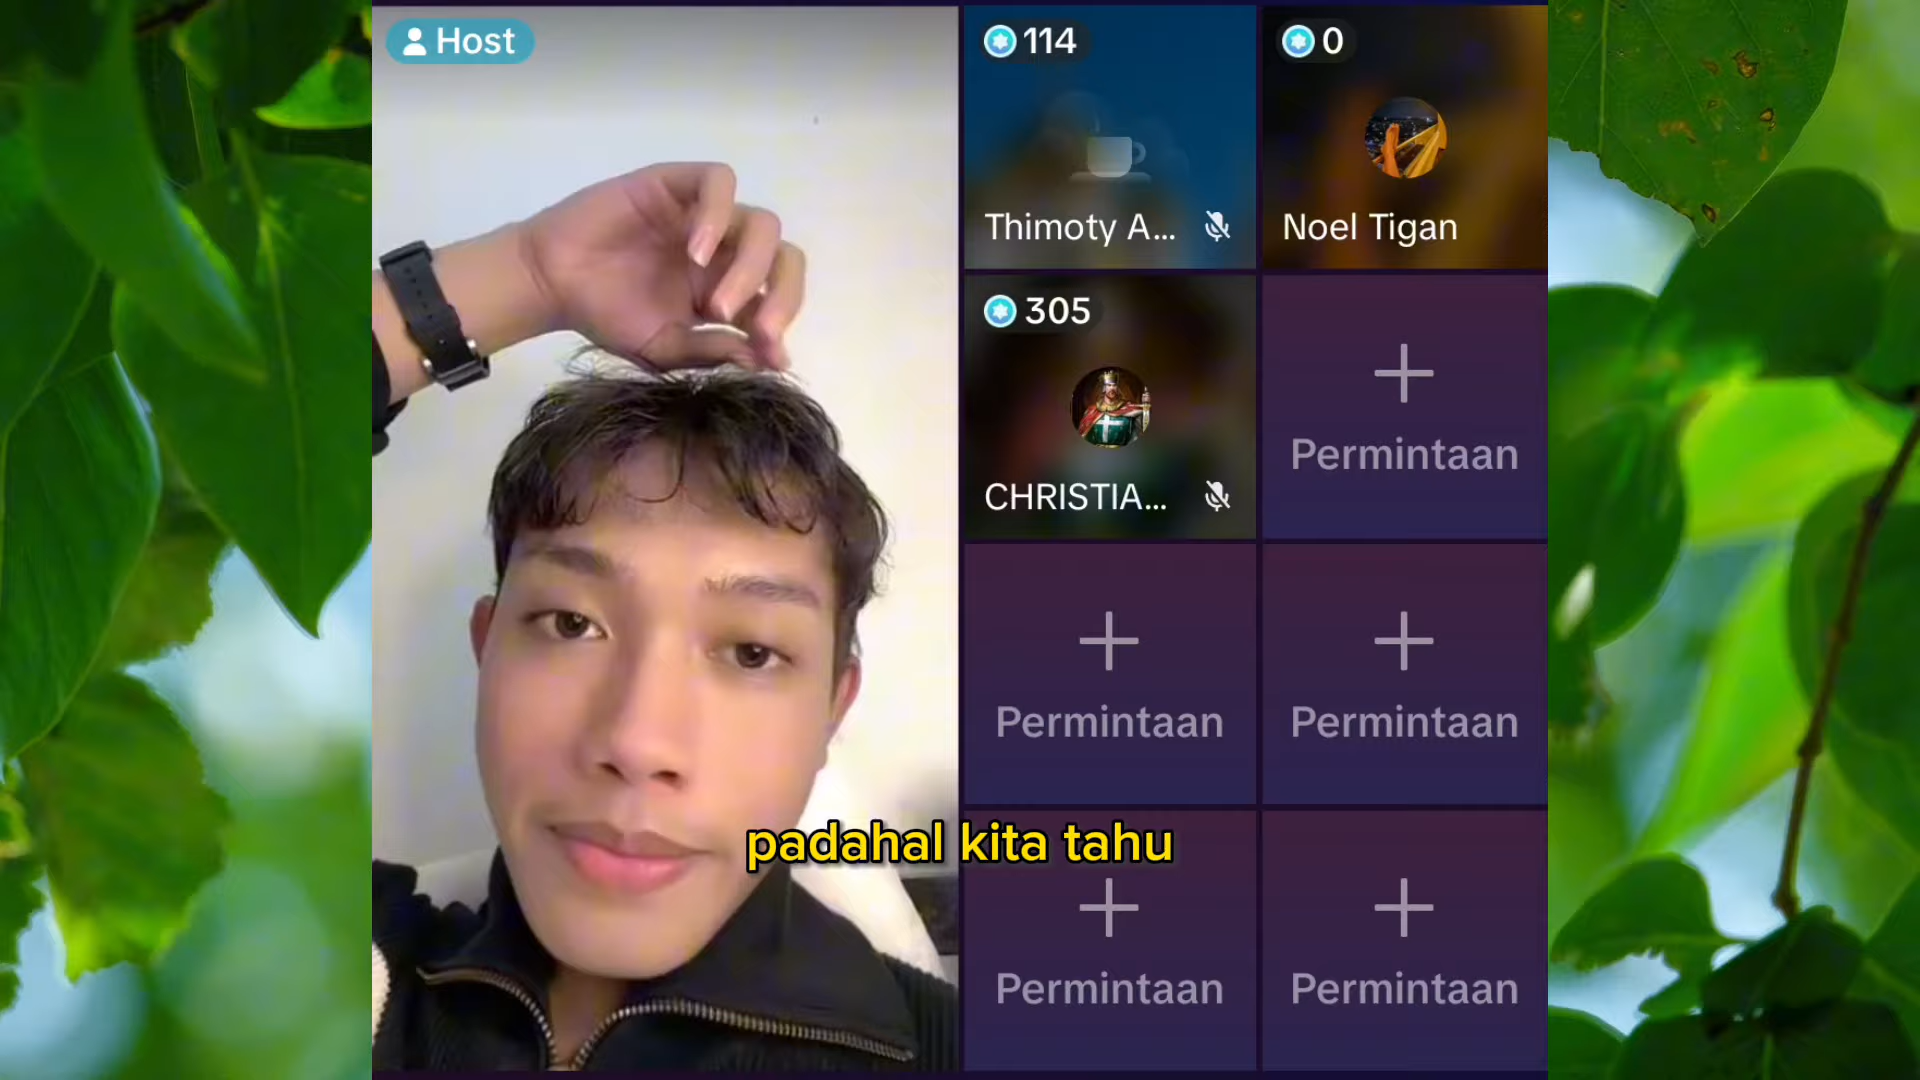 Host
114
Thimoty A...
0
Noel Tigan
305
CHRISTIA...
Permintaan
Permintaan
Permintaan
padahal kita tahu
Permintaan
Permintaan